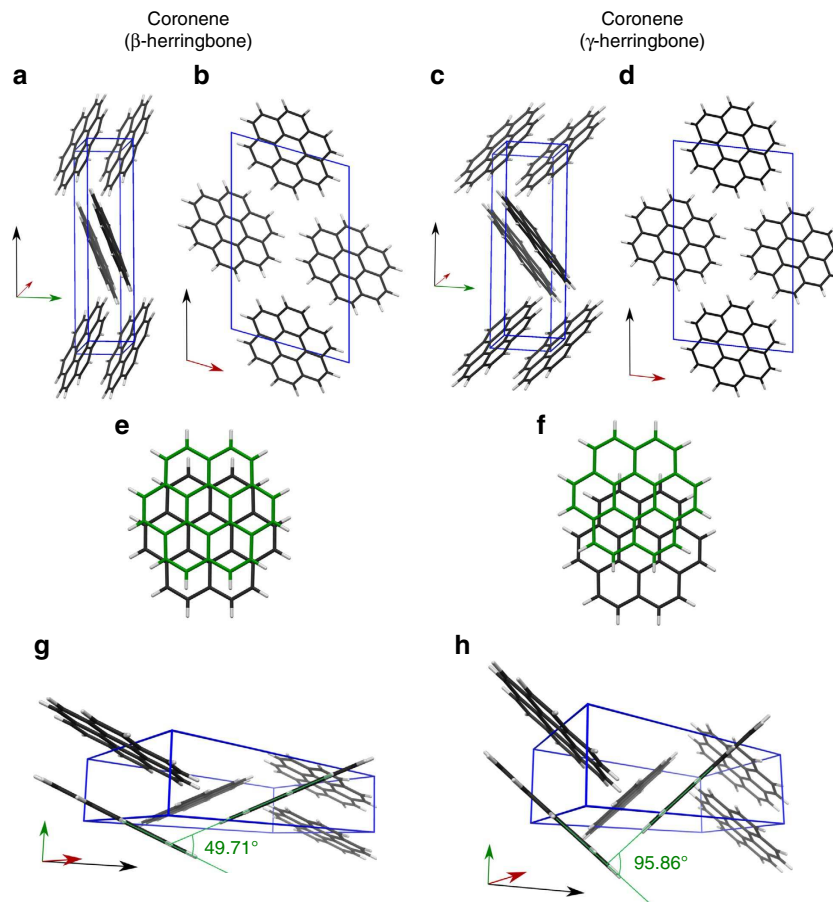 Coronene
(β-herringbone)
Coronene
(γ-herringbone)
a
b
c
d
e
f
g
h
49.71°
95.86°